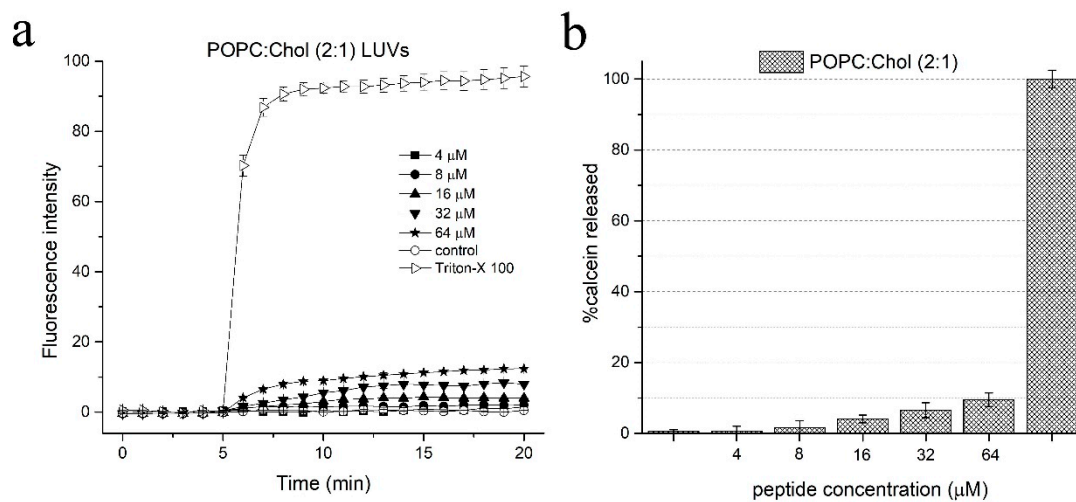 a
POPC:Chol (2:1) LUVs
Fluorescence intensity
100
80
60
40
20
0
4 μM
8 μM
16 μM
32 μM
64 μM
control
Triton-X 100
0 5 10 15 20
Time (min)
b
POPC:Chol (2:1)
%calcein released
100
80
60
40
20
0
4 8 16 32 64
peptide concentration (μM)